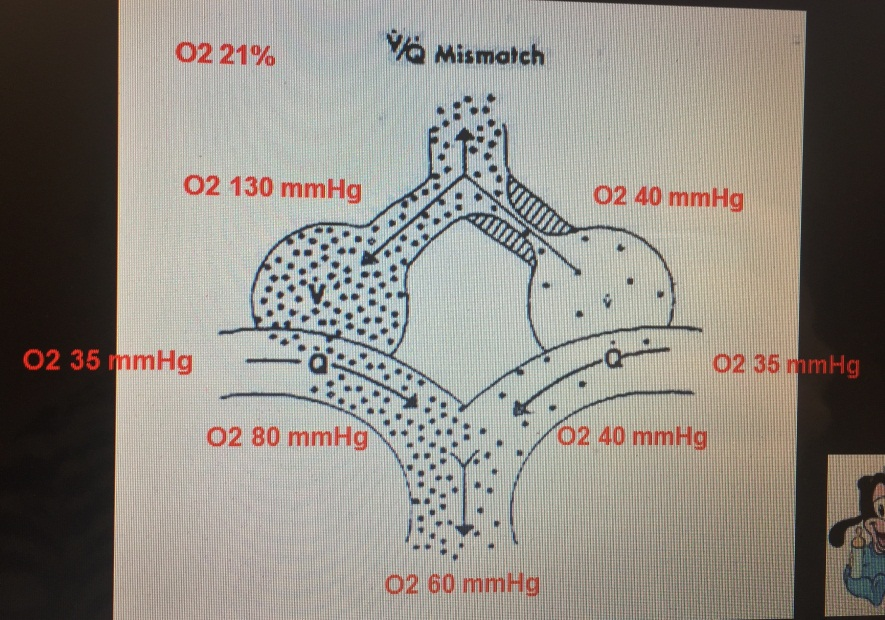 O2 21%
V̇/Q̇ Mismatch
O2 130 mmHg
O2 40 mmHg
V
v̇
O2 35 mmHg
Q
Q̇
O2 35 mmHg
O2 80 mmHg
O2 40 mmHg
O2 60 mmHg